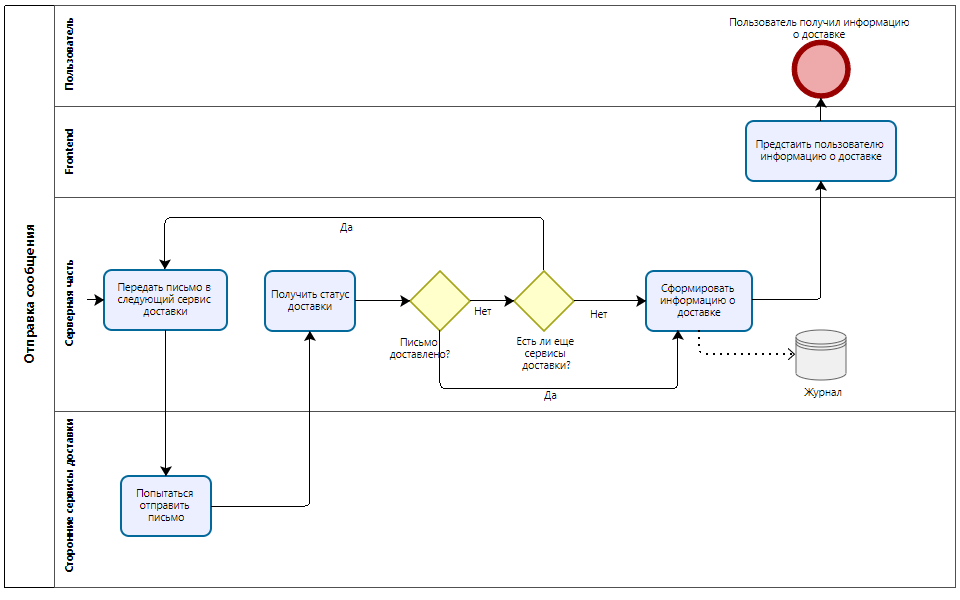 Отправка сообщения
Пользователь
Пользователь получил информацию
о доставке
Frontend
Предстаить пользователю
информацию о доставке
Серверная часть
Да
Передать письмо в
следующий сервис
доставки
Получить статус
доставки
Письмо
доставлено?
Нет
Есть ли еще
сервисы
доставки?
Нет
Сформировать
информацию о
доставке
Да
Журнал
Сторонние сервисы доставки
Попытаться
отправить
письмо